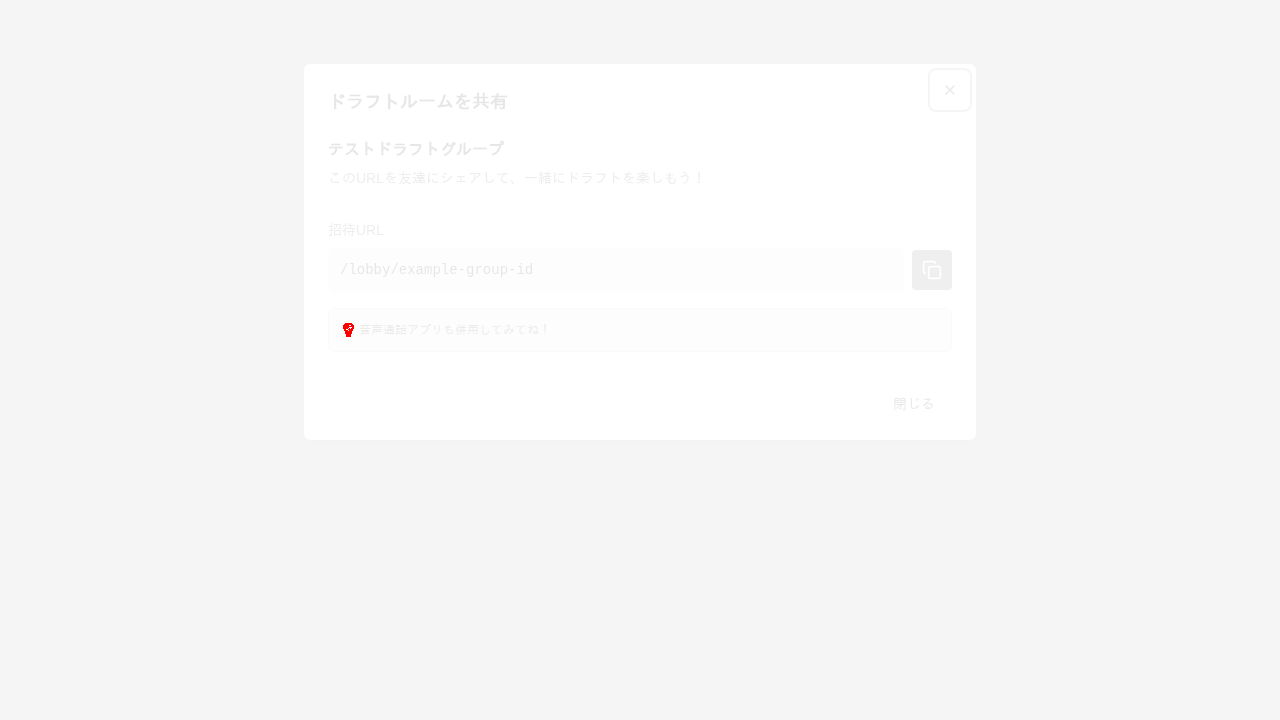 ドラフトルームを共有
テストドラフトグループ
このURLを友達にシェアして、一緒にドラフトを楽しもう！
招待URL
/lobby/example-group-id
音声通話アプリも併用してみてね！
閉じる